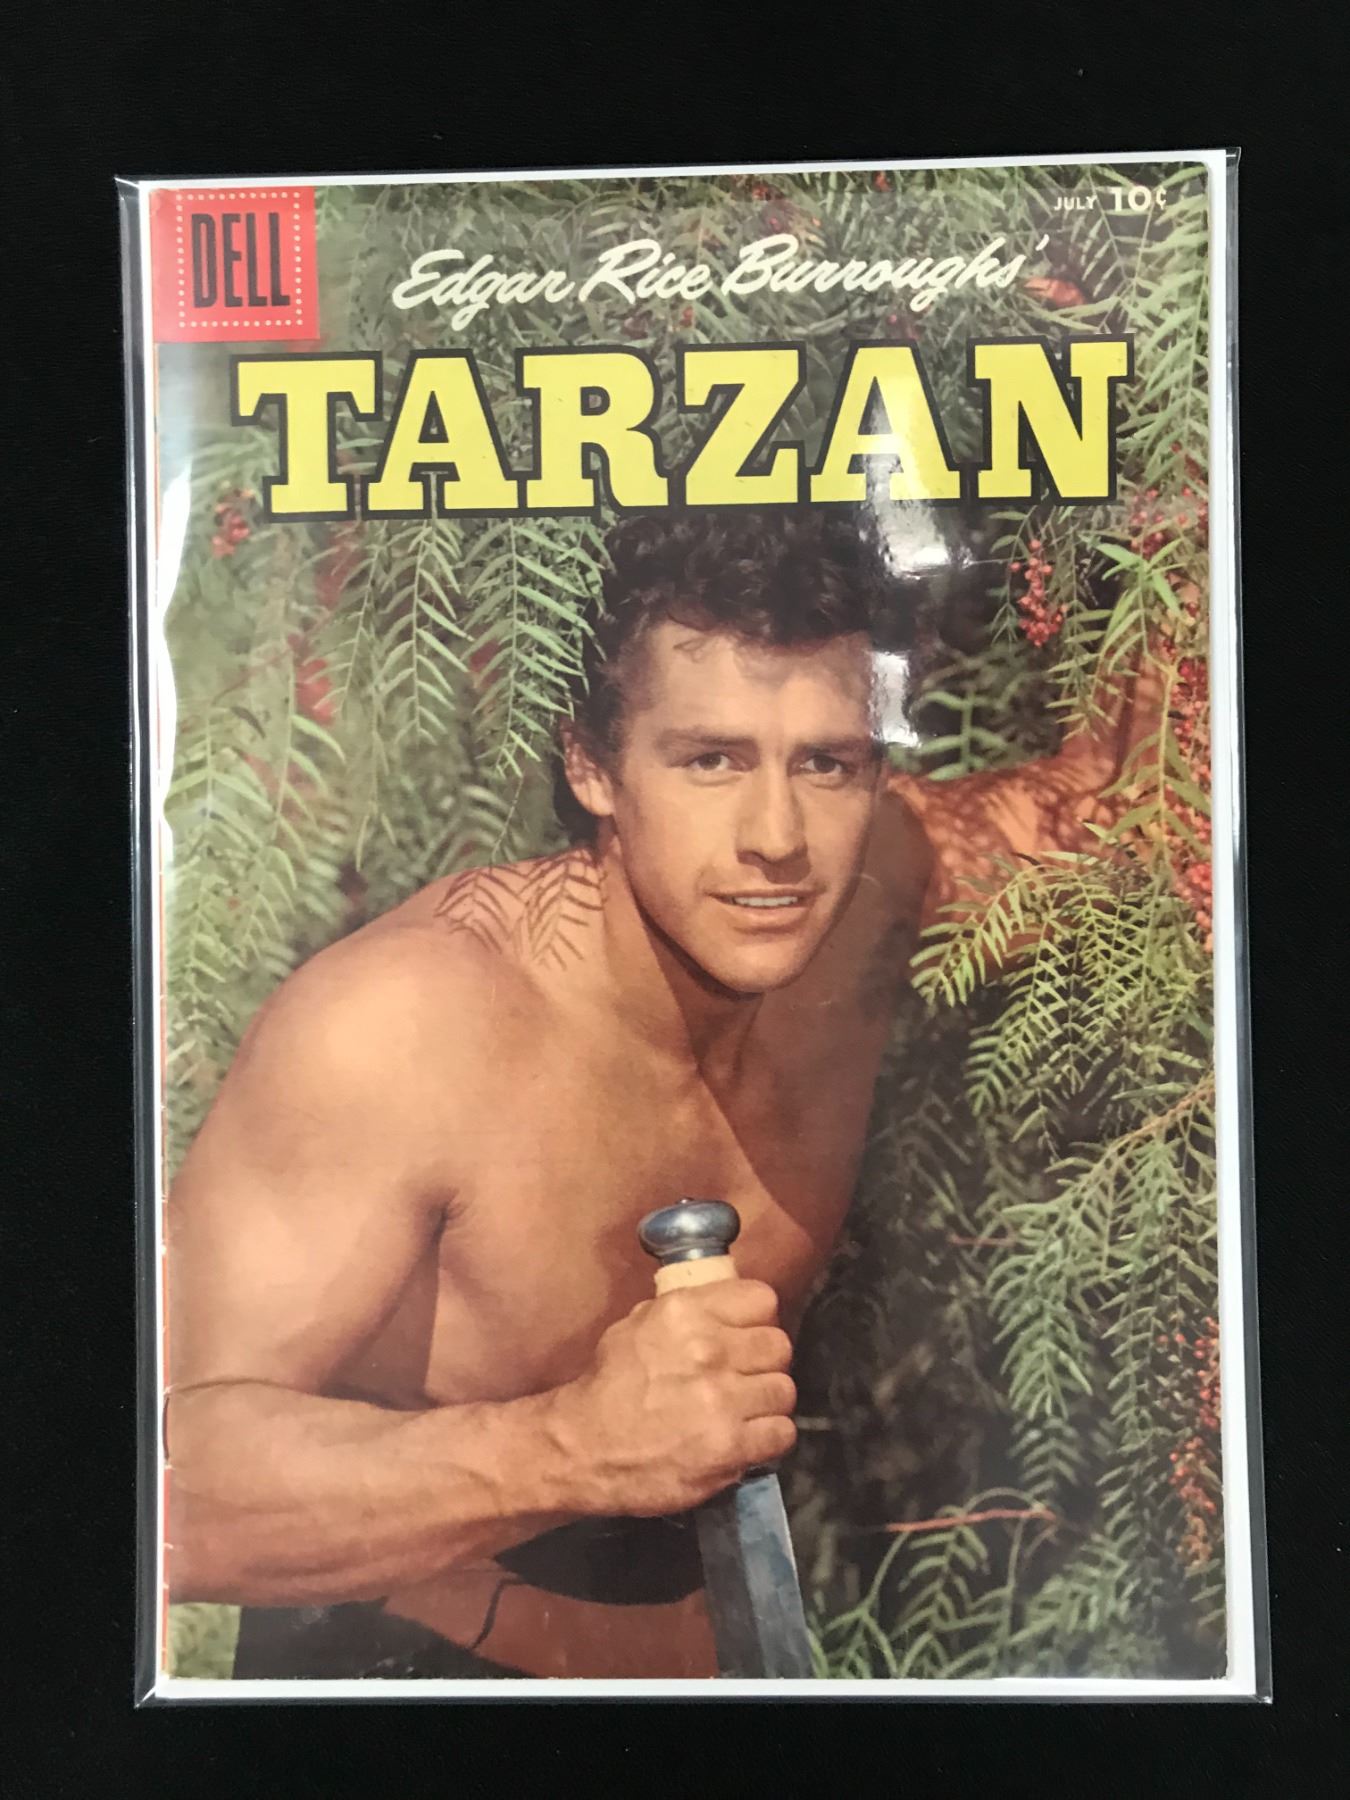 DELL
JULY 10¢
Edgar Rice Burroughs'
TARZAN